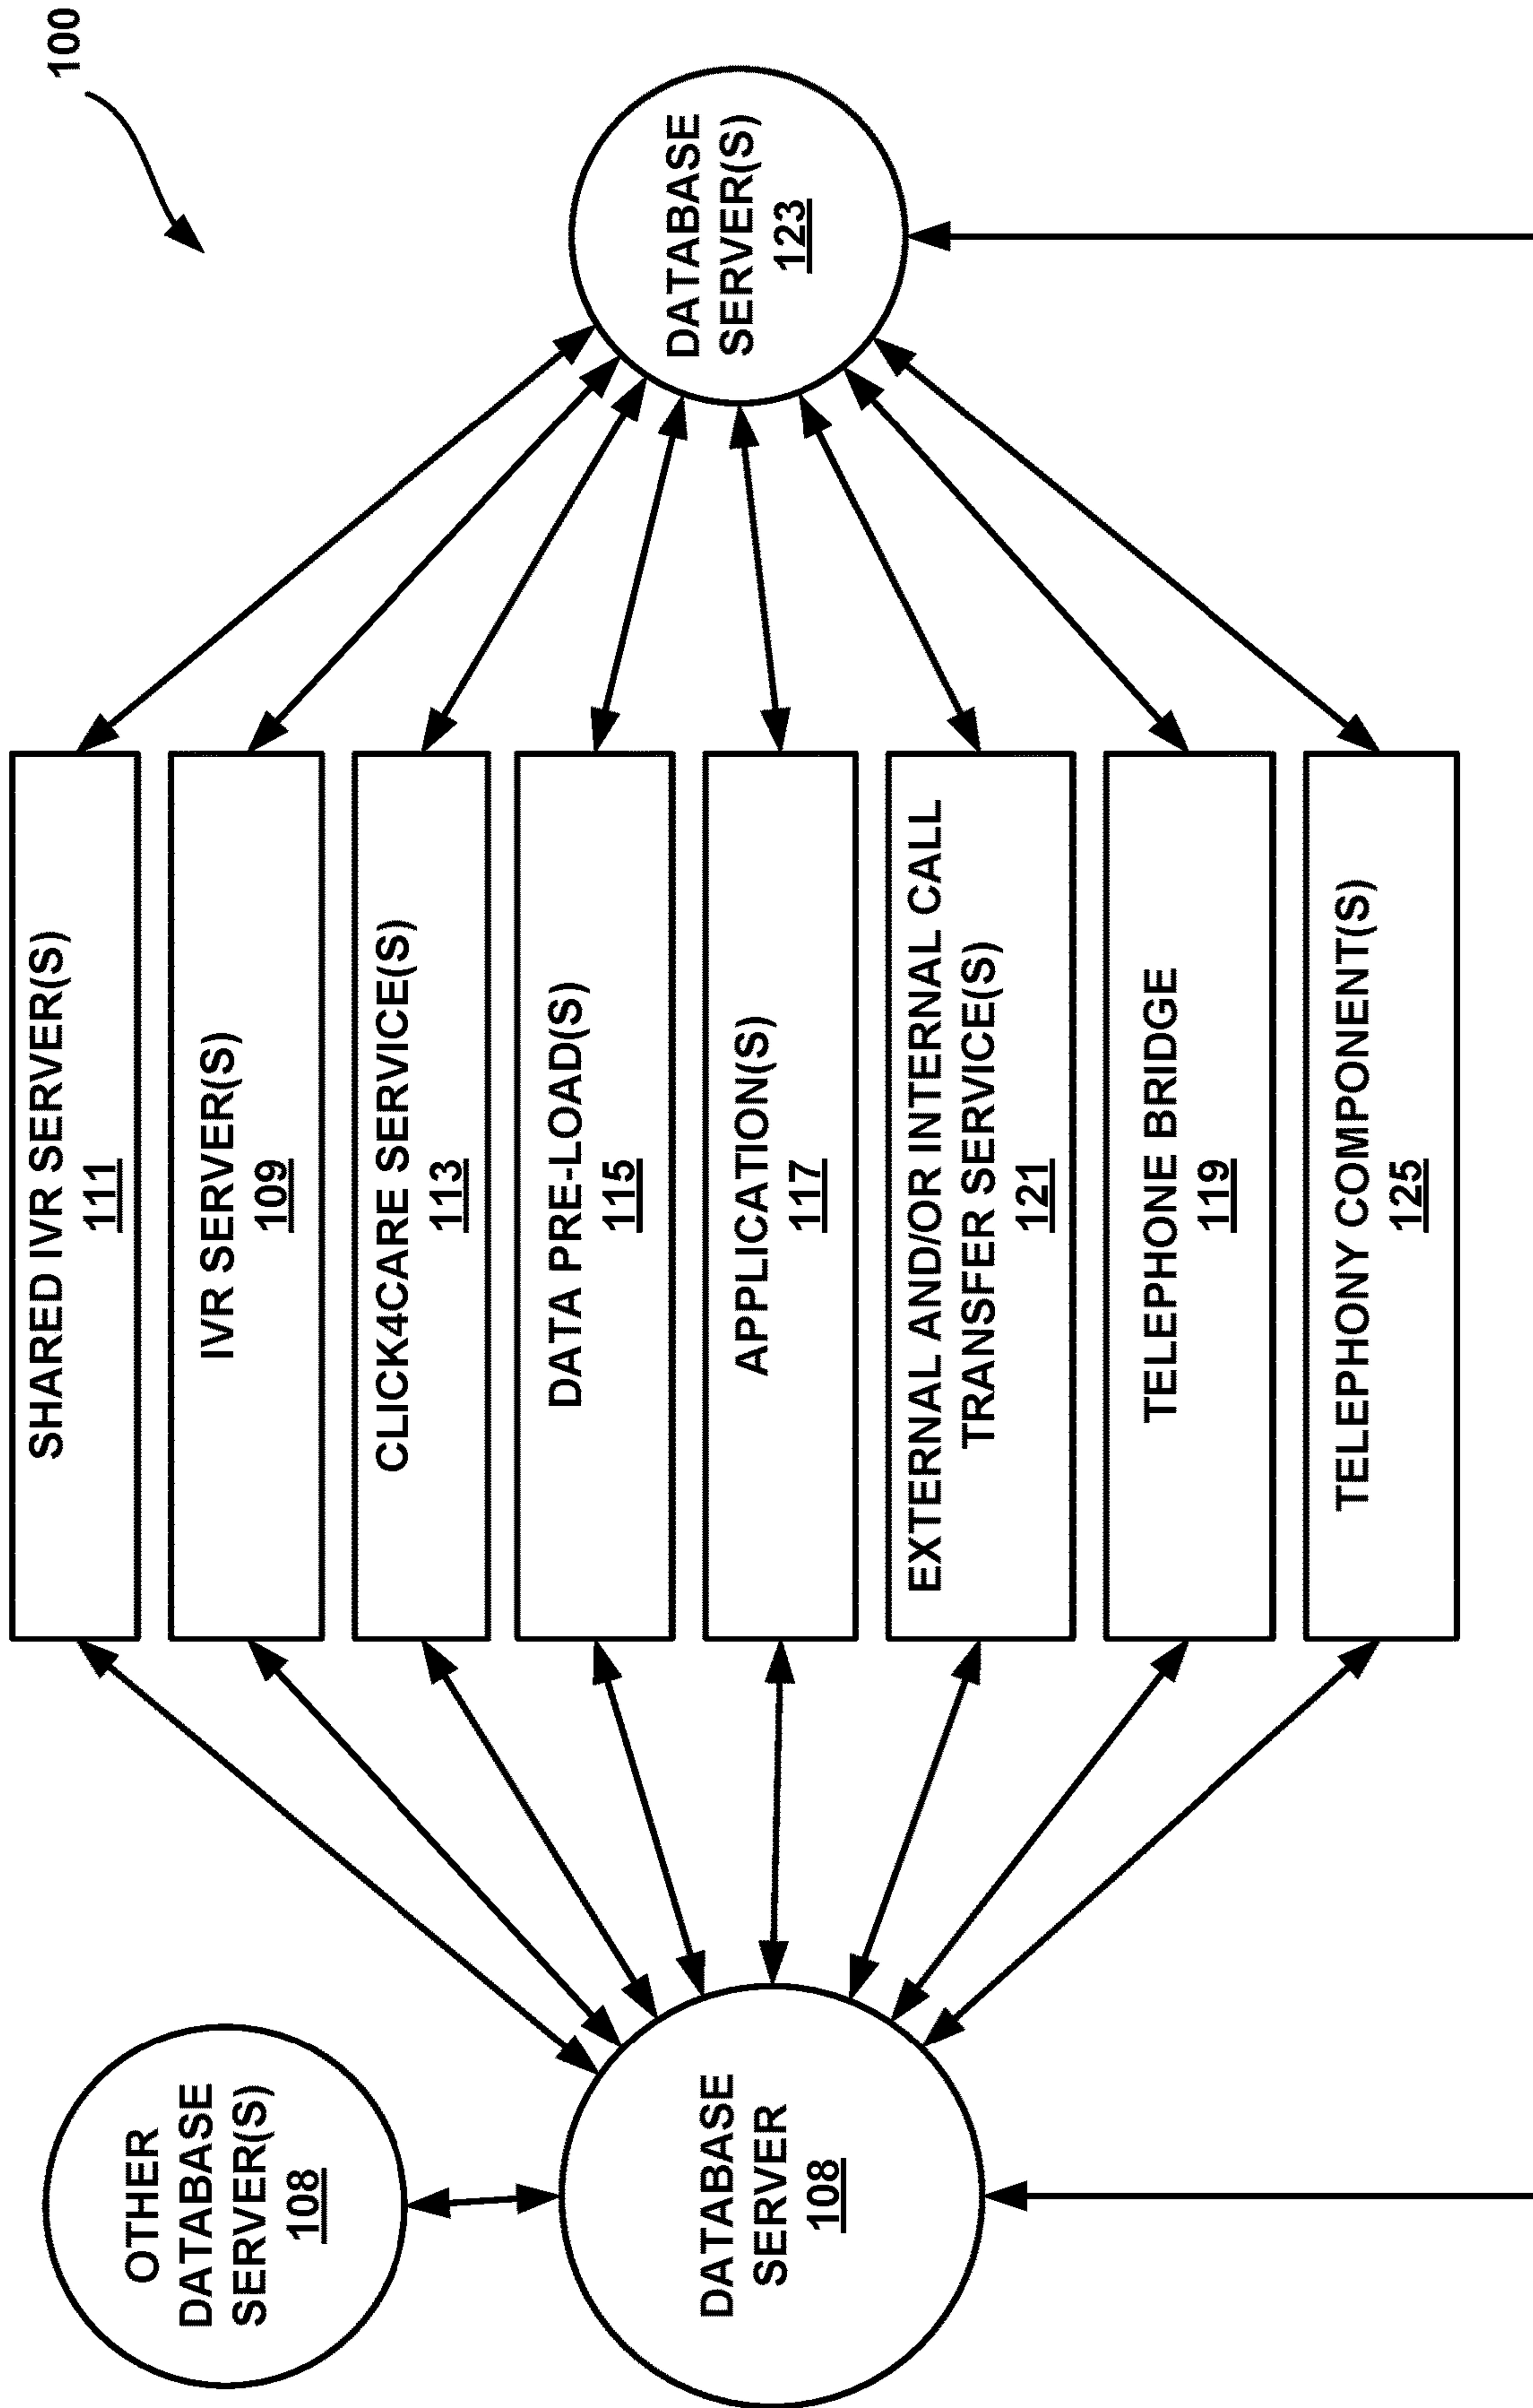 100
OTHER
DATABASE
SERVER(S)
108
DATABASE
SERVER
108
SHARED IVR SERVER(S)
111
IVR SERVER(S)
109
CLICK4CARE SERVICE(S)
113
DATA PRE-LOAD(S)
115
APPLICATION(S)
117
EXTERNAL AND/OR INTERNAL CALL
TRANSFER SERVICE(S)
121
TELEPHONE BRIDGE
119
TELEPHONY COMPONENT(S)
125
DATABASE
SERVER(S)
123